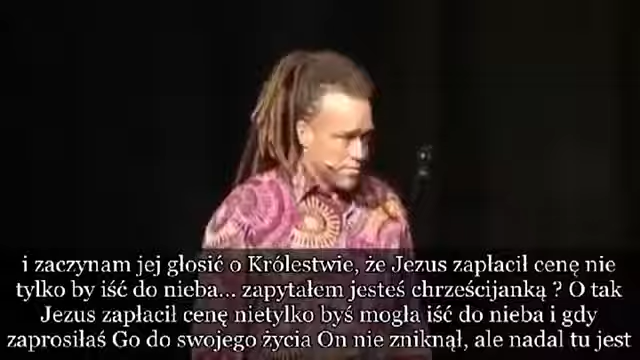 i zaczynam jej głosić o Królestwie, że Jezus zapłacił cenę nie
tylko by iść do nieba... zapytałem jesteś chrześcijanką ? O tak
Jezus zapłacił cenę nietylko byś mogła iść do nieba i gdy
zaprosiłaś Go do swojego życia On nie zniknął, ale nadal tu jest